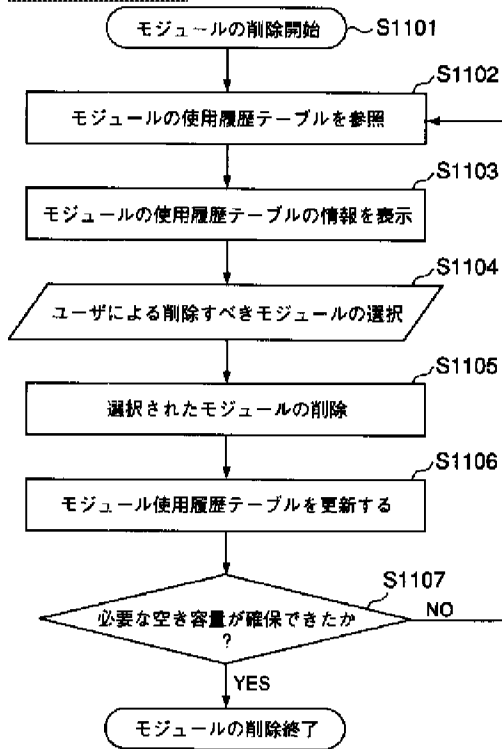 モジュールの削除開始
S1101
S1102
モジュールの使用履歴テーブルを参照
S1103
モジュールの使用履歴テーブルの情報を表示
S1104
ユーザによる削除すべきモジュールの選択
S1105
選択されたモジュールの削除
S1106
モジュール使用履歴テーブルを更新する
S1107
必要な空き容量が確保できたか
?
NO
YES
モジュールの削除終了